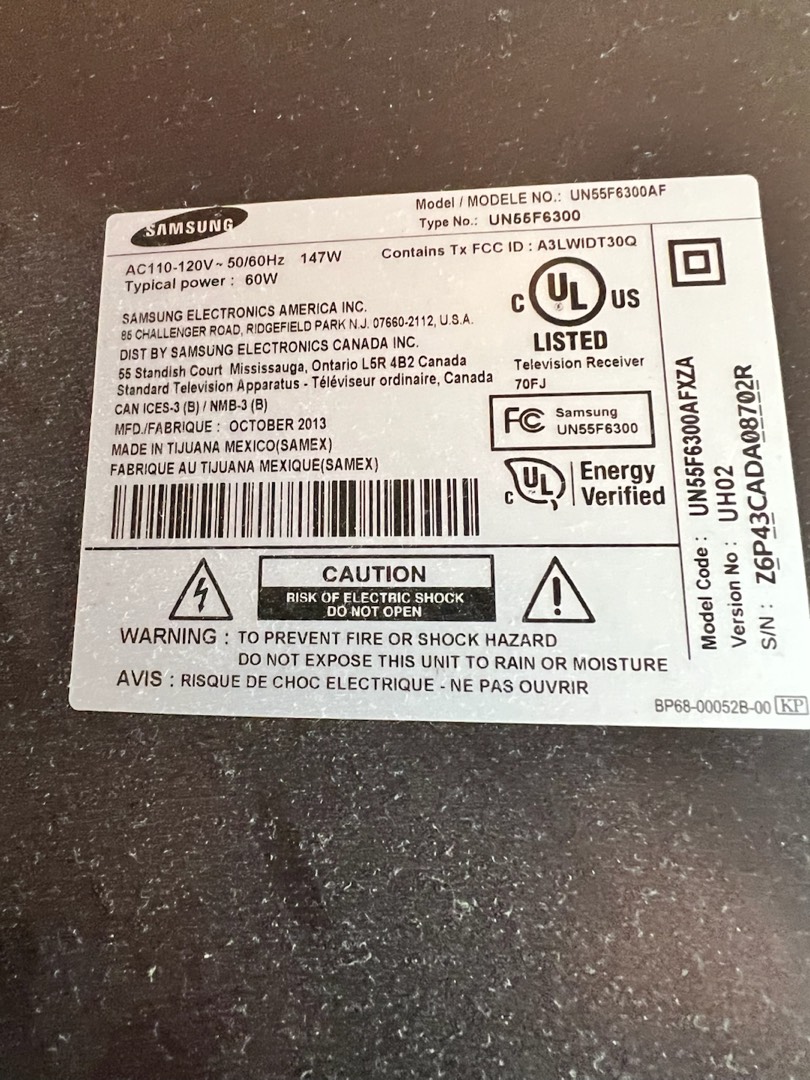 SAMSUNG
Model / MODELE NO.: UN55F6300AF
Type No.: UN55F6300
AC110-120V~ 50/60Hz 147W
Typical power : 60W
Contains Tx FCC ID : A3LWIDT30Q
SAMSUNG ELECTRONICS AMERICA INC.
85 CHALLENGER ROAD, RIDGEFIELD PARK N.J. 07660-2112, U.S.A.
DIST BY SAMSUNG ELECTRONICS CANADA INC.
55 Standish Court Mississauga, Ontario L5R 4B2 Canada
Standard Television Apparatus - Téléviseur ordinaire, Canada
CAN ICES-3 (B) / NMB-3 (B)
MFD./FABRIQUE : OCTOBER 2013
MADE IN TIJUANA MEXICO(SAMEX)
FABRIQUE AU TIJUANA MEXIQUE(SAMEX)
C UL US
LISTED
Television Receiver
70FJ
FC Samsung
UN55F6300
C UL Energy
Verified
CAUTION
RISK OF ELECTRIC SHOCK
DO NOT OPEN
WARNING : TO PREVENT FIRE OR SHOCK HAZARD
DO NOT EXPOSE THIS UNIT TO RAIN OR MOISTURE
AVIS : RISQUE DE CHOC ELECTRIQUE - NE PAS OUVRIR
Model Code : UN55F6300AFXZA
Version No : UH02
S/N : Z6P43CADA08702R
BP68-00052B-00 KP